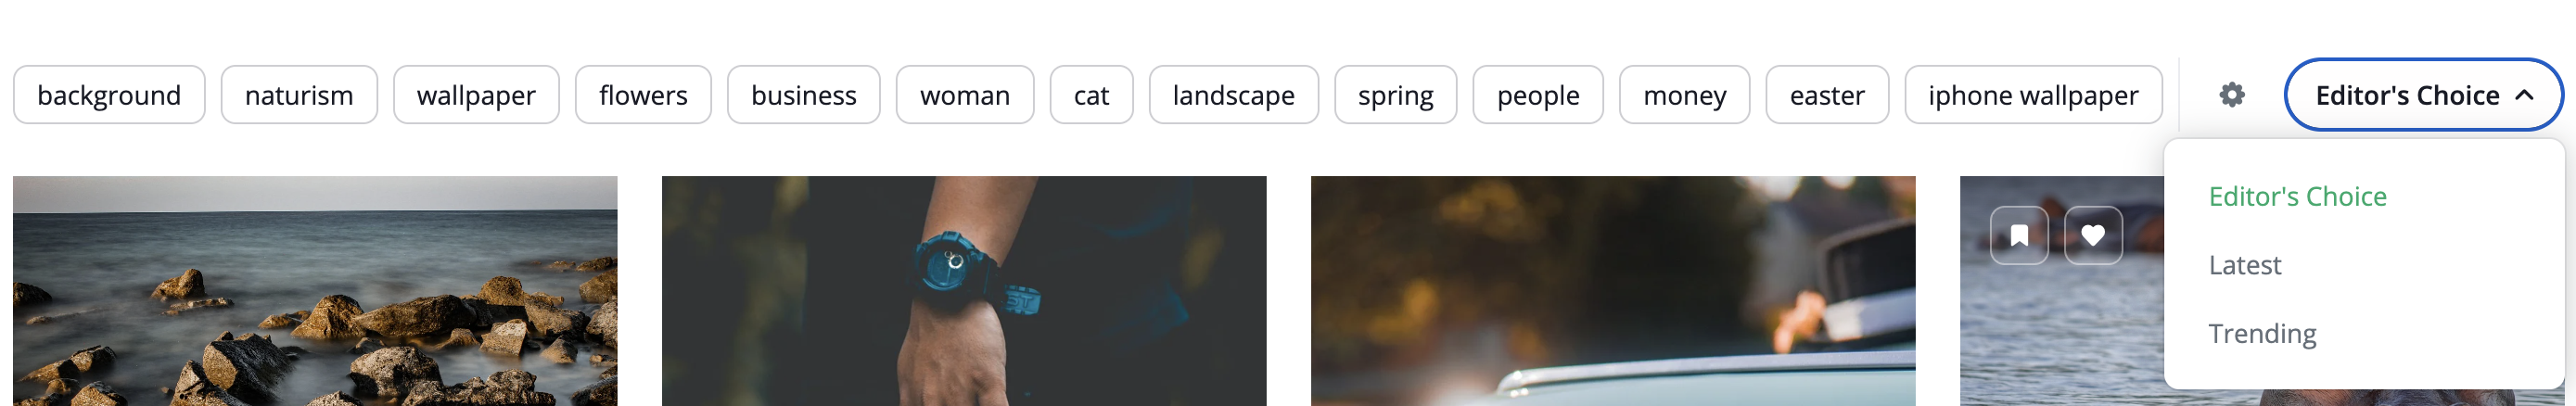 background naturism wallpaper flowers business woman cat landscape spring people money easter iphone wallpaper Editor's Choice
Editor's Choice
Latest
Trending